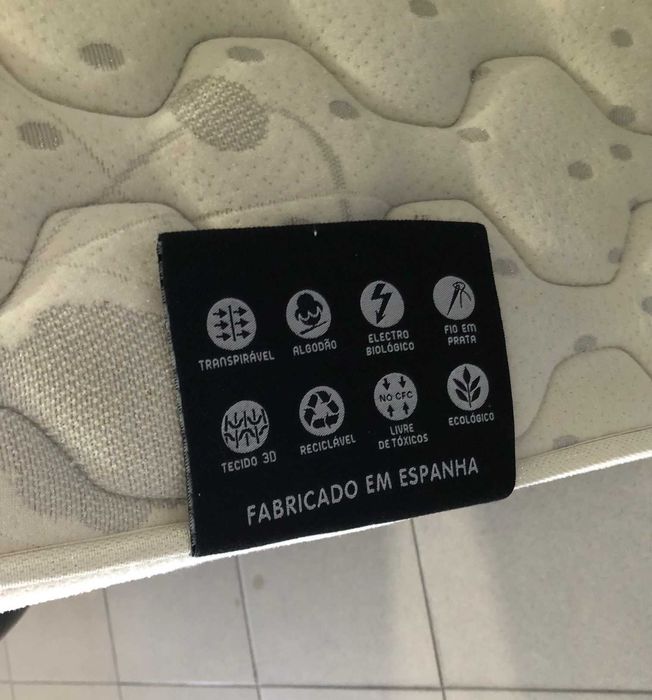 TRANSPIRÁVEL
ALGODÃO
ELECTRO
BIOLÓGICO
FIO EM
PRATA
TECIDO 3D
RECICLÁVEL
NO CFC
LIVRE
DE TÓXICOS
ECOLÓGICO
FABRICADO EM ESPANHA